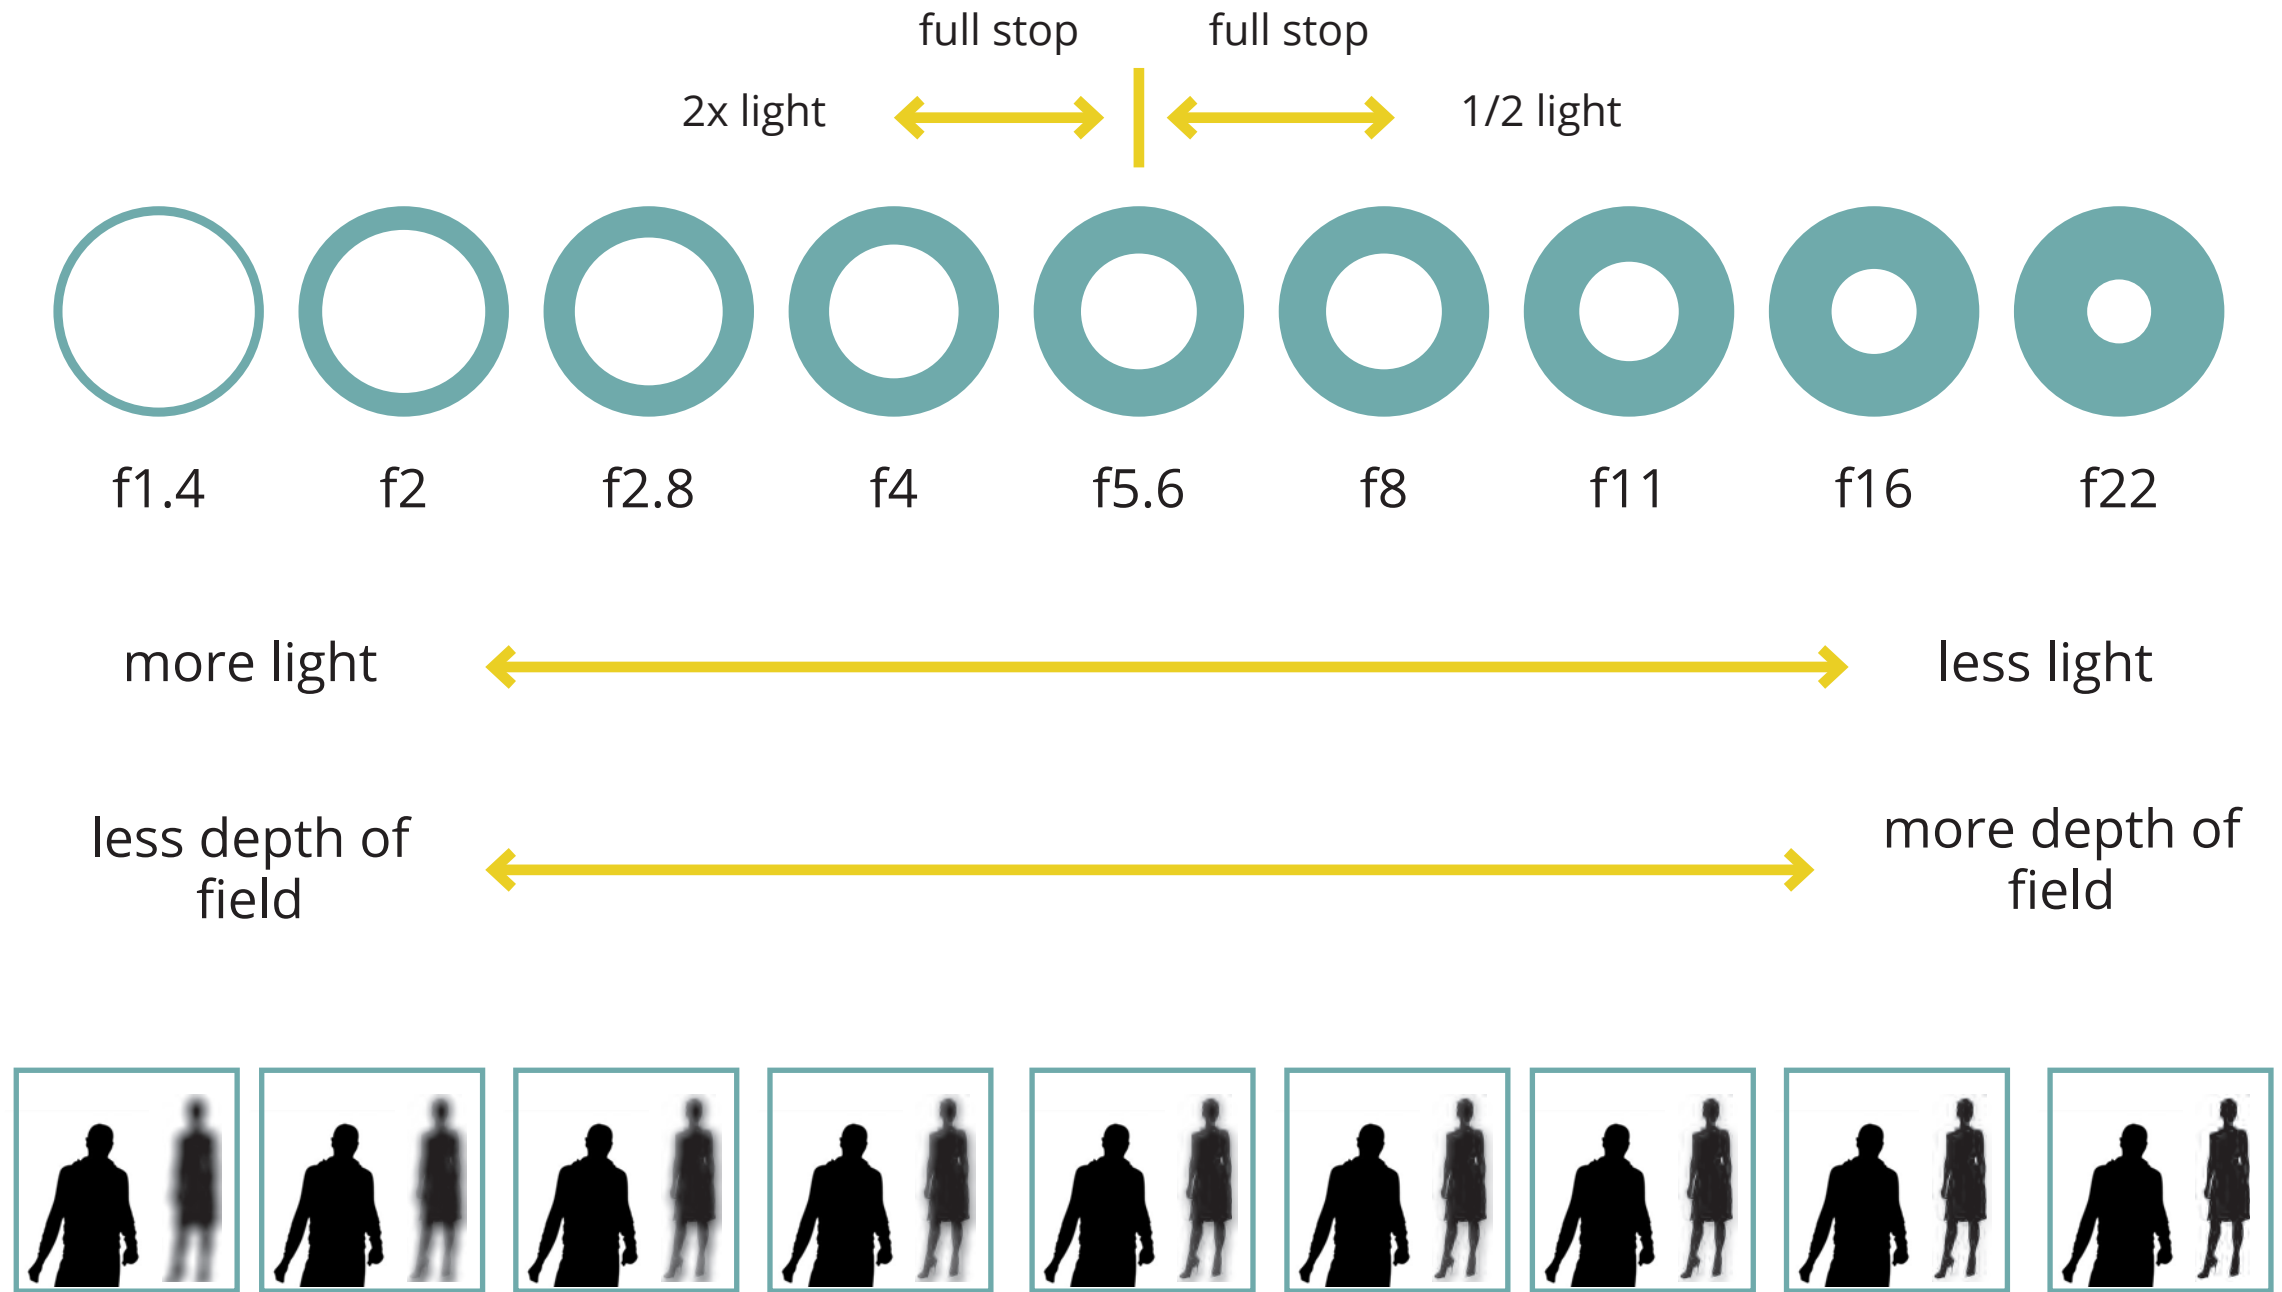 full stop
full stop
2x light
1/2 light
f1.4
f2
f2.8
f4
f5.6
f8
f11
f16
f22
more light
less light
less depth of
field
more depth of
field